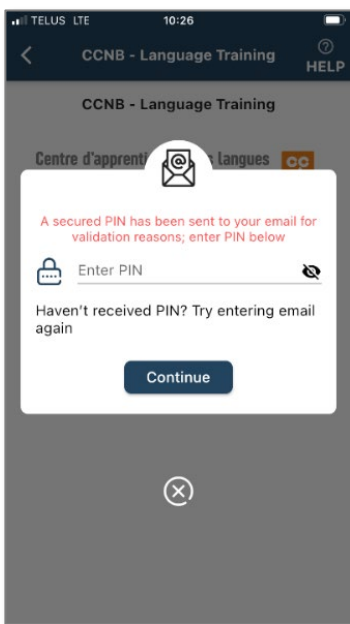 TELUS LTE 10:26
CCNB - Language Training
HELP
CCNB - Language Training
Centre d'apprenti s langues cc
A secured PIN has been sent to your email for
validation reasons; enter PIN below
Enter PIN
Haven't received PIN? Try entering email
again
Continue